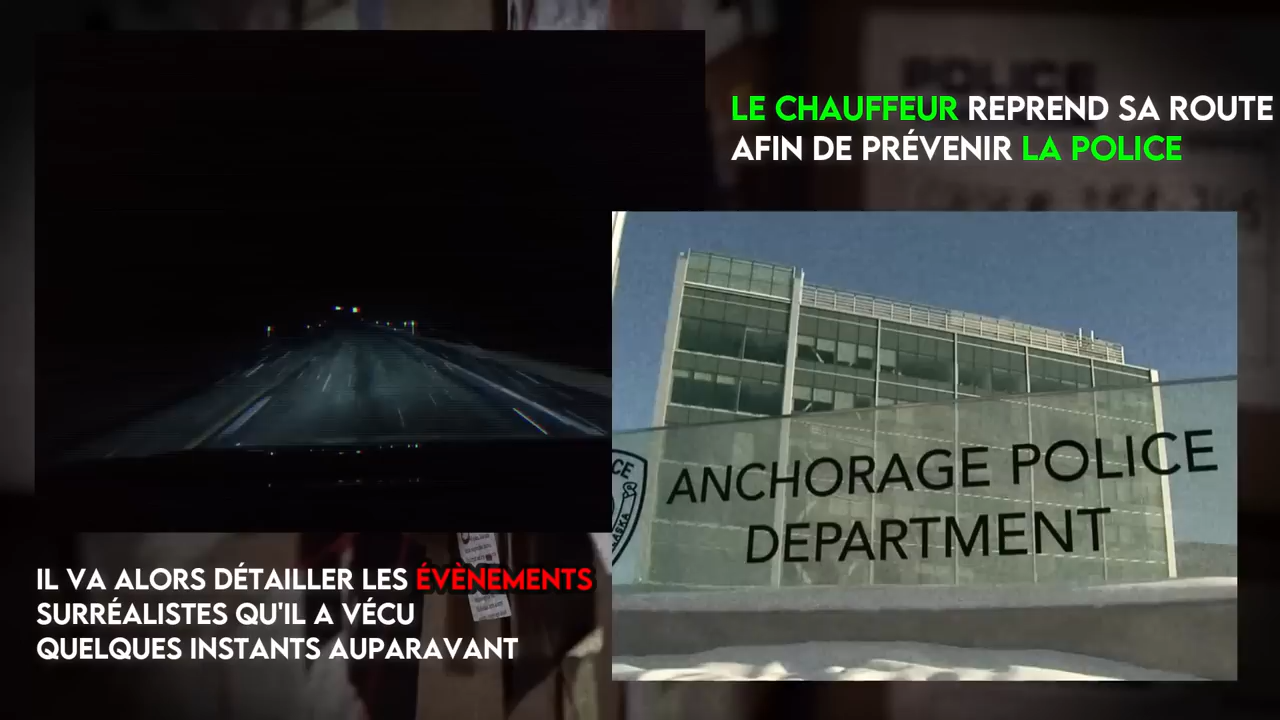 LE CHAUFFEUR REPREND SA ROUTE
AFIN DE PRÉVENIR LA POLICE
POLICE
ANCHORAGE POLICE
DEPARTMENT
IL VA ALORS DÉTAILLER LES ÉVÈNEMENTS
SURRÉALISTES QU'IL A VÉCU
QUELQUES INSTANTS AUPARAVANT